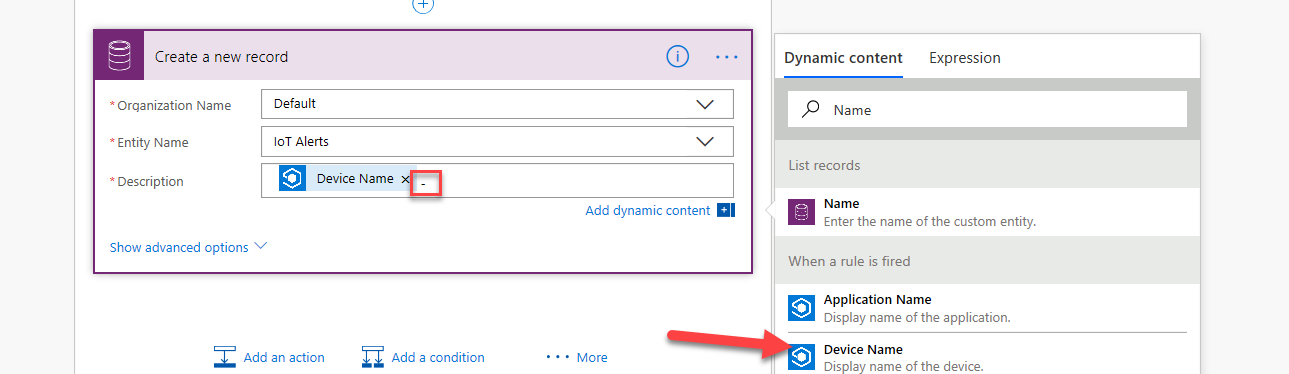 Create a new record
* Organization Name
Default
* Entity Name
IoT Alerts
* Description
Device Name × -
Add dynamic content
Show advanced options
Add an action
Add a condition
More
Dynamic content
Expression
Name
List records
Name
Enter the name of the custom entity.
When a rule is fired
Application Name
Display name of the application.
Device Name
Display name of the device.